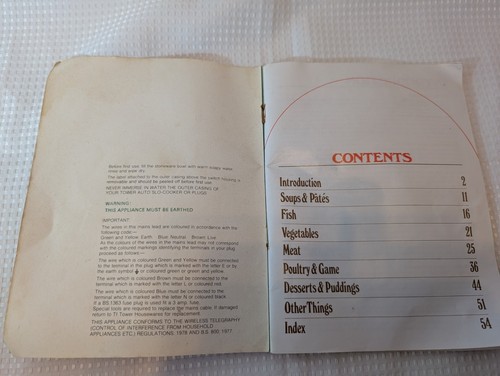 Before first use, fill the stoneware bowl with warm soapy water,
rinse and wipe dry.
The label attached to the outer casing above the switch housing is
removable and should be peeled off before first use.
NEVER IMMERSE IN WATER THE OUTER CASING OF
YOUR TOWER AUTO SLO-COOKER OR PLUGS
WARNING:
THIS APPLIANCE MUST BE EARTHED
IMPORTANT:
The wires in this mains lead are coloured in accordance with the
following code:-
Green and Yellow Earth Blue Neutral Brown Live
As the colours of the wires in the mains lead may not correspond
with the coloured markings identifying the terminals in your plug
proceed as follows:-
The wire which is coloured Green and Yellow must be connected to
the terminal in the plug which is marked with the letter E or by
the earth symbol ⏚ or coloured green or green and yellow.
The wire which is coloured Brown must be connected to the
terminal which is marked with the letter L or coloured red.
The wire which is coloured Blue must be connected to the
terminal which is marked with the letter N or coloured black.
If a BS.1363 fuse plug is used fit a 3 amp. fuse.
Special tools are required to replace the mains cable. If damaged
return to TI Tower Housewares for replacement.
THIS APPLIANCE CONFORMS TO THE WIRELESS TELEGRAPHY
(CONTROL OF INTERFERENCE FROM HOUSEHOLD
APPLIANCES ETC.) REGULATIONS, 1978 AND B.S. 800:1977.
CONTENTS
Introduction 2
Soups & Pâtés 11
Fish 16
Vegetables 21
Meat 25
Poultry & Game 36
Desserts & Puddings 44
Other Things 51
Index 54